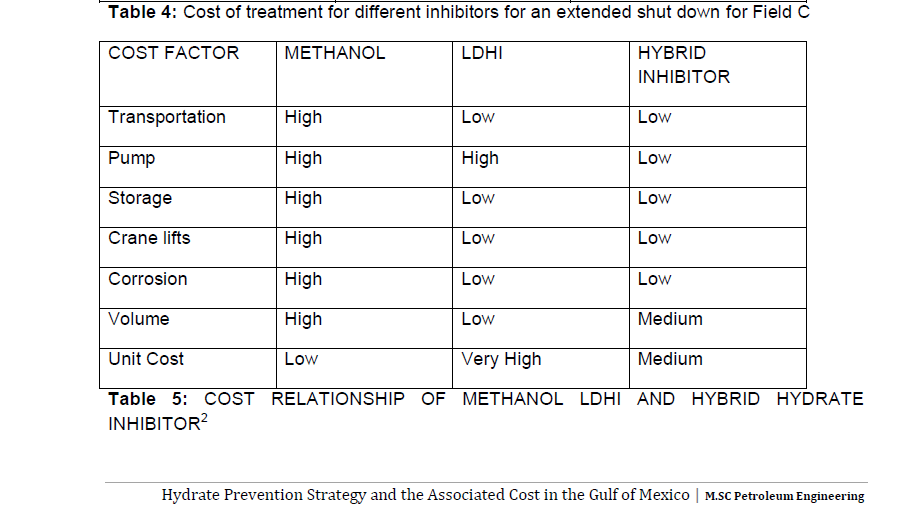 Table 4: Cost of treatment for different inhibitors for an extended shut down for Field C
COST FACTOR METHANOL LDHI HYBRID
INHIBITOR
Transportation High Low Low
Pump High High Low
Storage High Low Low
Crane lifts High Low Low
Corrosion High Low Low
Volume High Low Medium
Unit Cost Low Very High Medium
Table 5: COST RELATIONSHIP OF METHANOL LDHI AND HYBRID HYDRATE
INHIBITOR2
Hydrate Prevention Strategy and the Associated Cost in the Gulf of Mexico | M.SC Petroleum Engineering